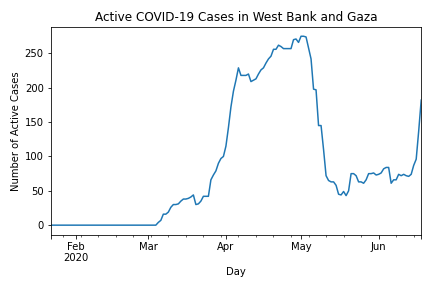 Active COVID-19 Cases in West Bank and Gaza
Number of Active Cases
250
200
150
100
50
0
Feb
2020
Mar
Apr
May
Jun
Day